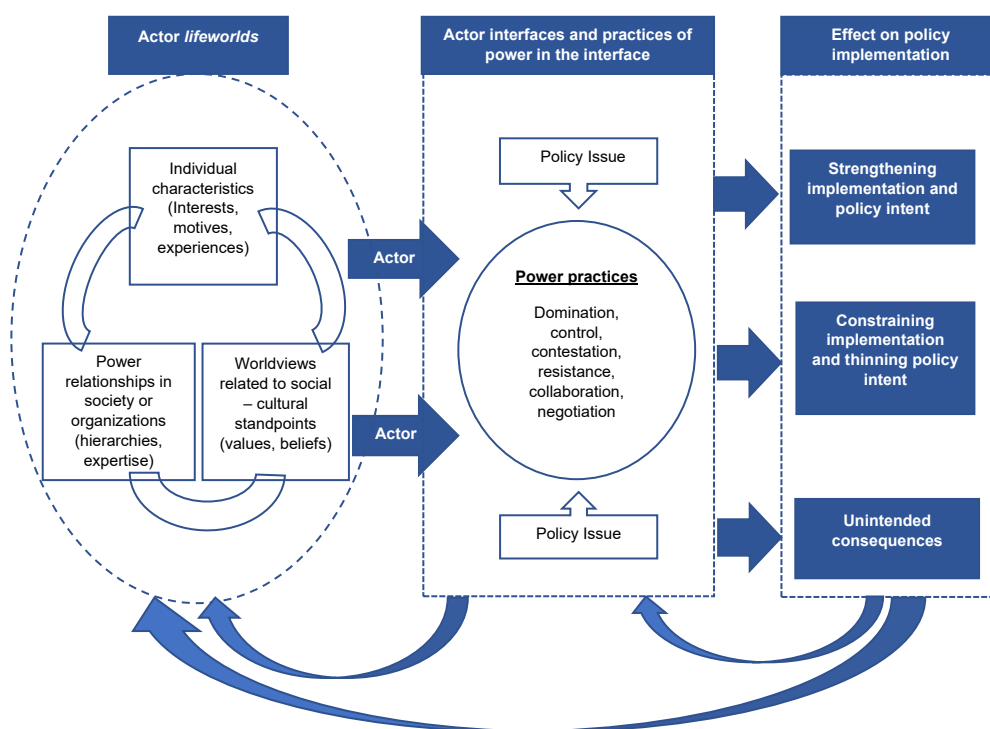 Actor lifeworlds
Individual
characteristics
(Interests,
motives,
experiences)
Power
relationships in
society or
organizations
(hierarchies,
expertise)
Worldviews
related to social
– cultural
standpoints
(values, beliefs)
Actor
Actor
Actor interfaces and practices of
power in the interface
Policy Issue
Power practices
Domination,
control,
contestation,
resistance,
collaboration,
negotiation
Policy Issue
Effect on policy
implementation
Strengthening
implementation and
policy intent
Constraining
implementation
and thinning policy
intent
Unintended
consequences